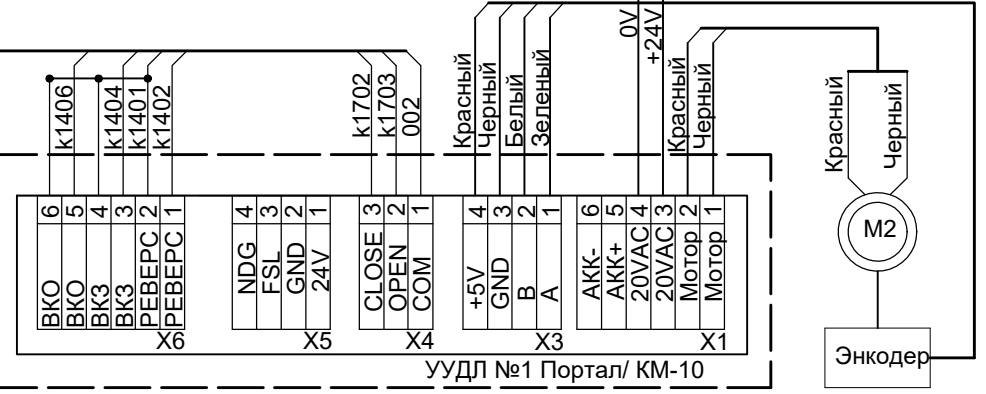 0V
+24V
k1406
k1404
k1401
k1402
k1702
k1703
002
Красный
Черный
Белый
Зеленый
Красный
Черный
Красный
Черный
6 5 4 3 2 1
ВКО
ВКО
ВКЗ
ВКЗ
РЕВЕРС
РЕВЕРС
X6
4 3 2 1
NDG
FSL
GND
24V
X5
3 2 1
CLOSE
OPEN
COM
X4
4 3 2 1
+5V
GND
B
A
X3
6 5 4 3 2 1
АКК-
АКК+
20VAC
20VAC
Мотор
Мотор
X1
М2
Энкодер
УУДЛ №1 Портал/ КМ-10